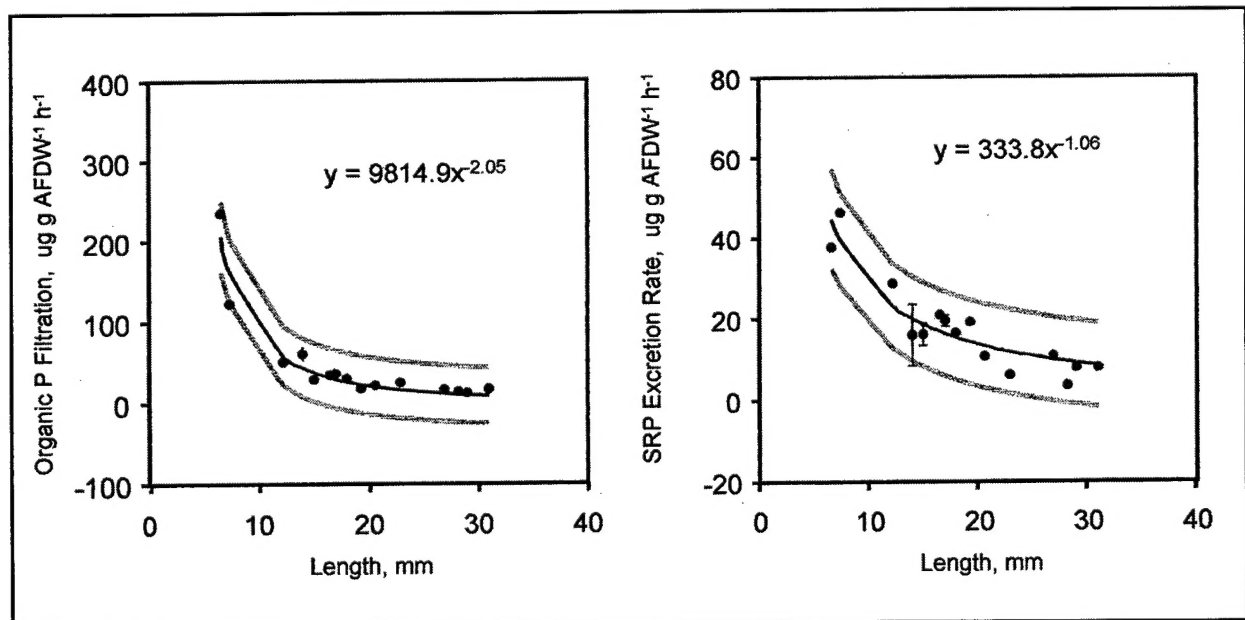 Organic P Filtration, ug g AFDW⁻¹ h⁻¹
400
300
200
100
0
-100
y = 9814.9x⁻²·⁰⁵
0 10 20 30 40
Length, mm
SRP Excretion Rate, ug g AFDW⁻¹ h⁻¹
80
60
40
20
0
-20
y = 333.8x⁻¹·⁰⁶
0 10 20 30 40
Length, mm